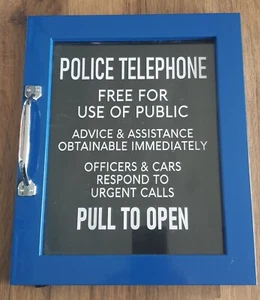 POLICE TELEPHONE
FREE FOR
USE OF PUBLIC
ADVICE & ASSISTANCE
OBTAINABLE IMMEDIATELY
OFFICERS & CARS
RESPOND TO
URGENT CALLS
PULL TO OPEN